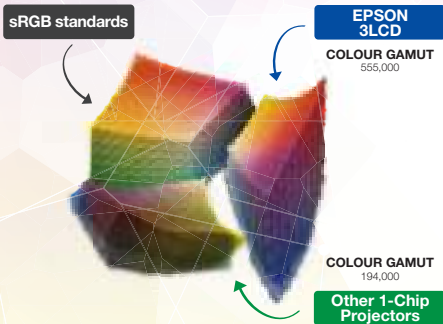 sRGB standards
EPSON
3LCD
COLOUR GAMUT
555,000
COLOUR GAMUT
194,000
Other 1-Chip
Projectors